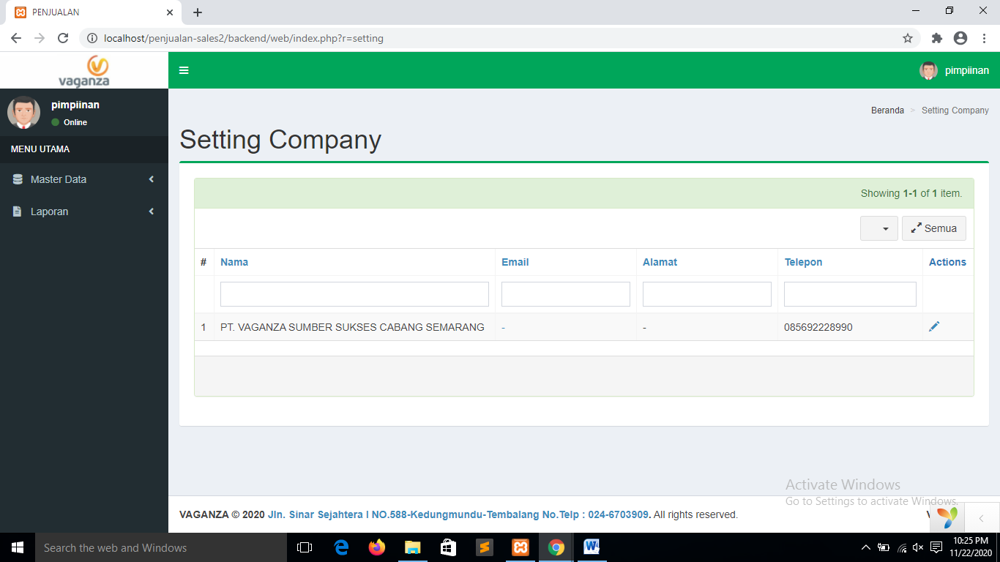 PENJUALAN
localhost/penjualan-sales2/backend/web/index.php?r=setting
vaganza
pimpiinan
pimpiinan
Online
Beranda > Setting Company
MENU UTAMA
Setting Company
Master Data
Laporan
Showing 1-1 of 1 item.
Semua
# Nama Email Alamat Telepon Actions
1 PT. VAGANZA SUMBER SUKSES CABANG SEMARANG - - 085692228990
Activate Windows
Go to Settings to activate Windows.
VAGANZA © 2020 Jln. Sinar Sejahtera I NO.588-Kedungmundu-Tembalang No.Telp : 024-6703909. All rights reserved.
Search the web and Windows
10:25 PM
11/22/2020